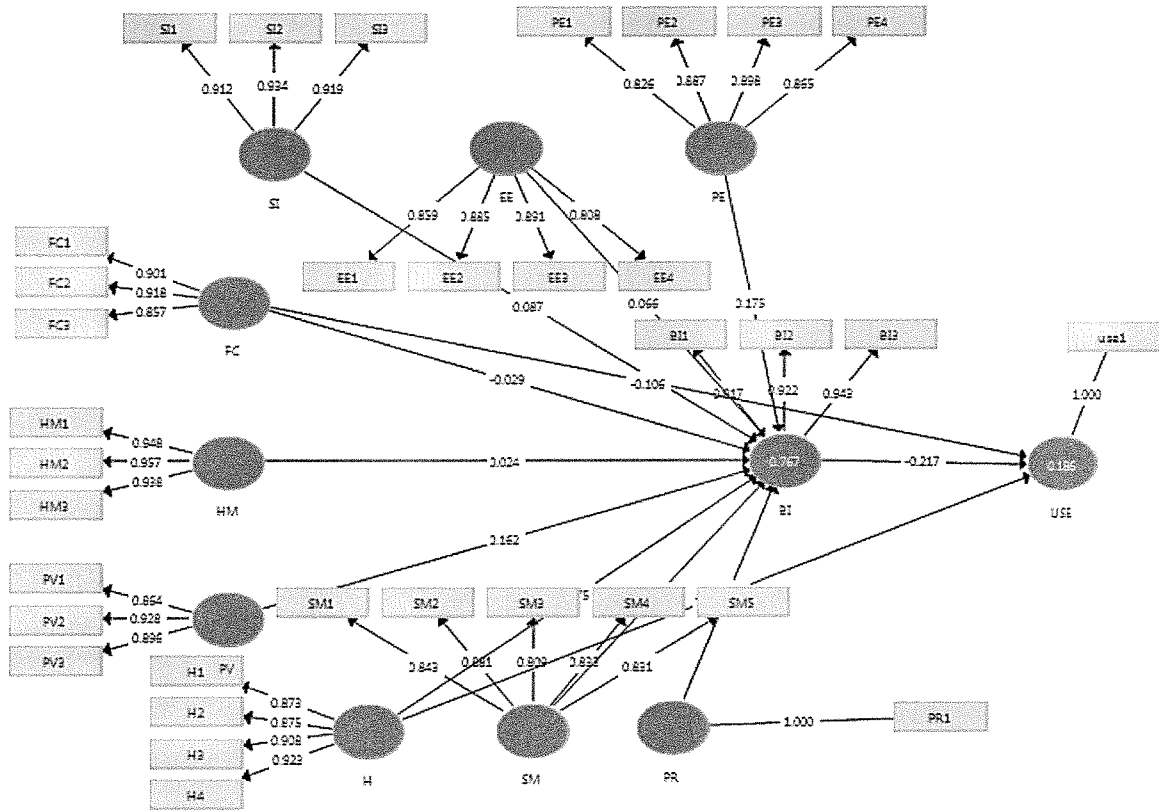 SI1 SI2 SI3 PE1 PE2 PE3 PE4
0.912 0.934 0.919 0.826 0.887 0.898 0.865
SI EE PE
0.859 0.885 0.891 0.808
FC1
FC2
FC3
0.901
0.918
0.857
FC
EE1 EE2 EE3 EE4
0.087 0.066 0.175
BI1 BI2 BI3 use1
-0.029 -0.106 0.922 0.943 1.000
HM1
HM2
HM3
0.948
0.957
0.938
HM
0.024 0.767 -0.217
BI USE
PV1
PV2
PV3
0.864
0.928
0.896
PV
0.162
SM1 SM2 SM3 SM4 SM5
0.843 0.809 0.831
H1
H2
H3
H4
0.873
0.875
0.908
0.923
H SM PR
1.000 PR1